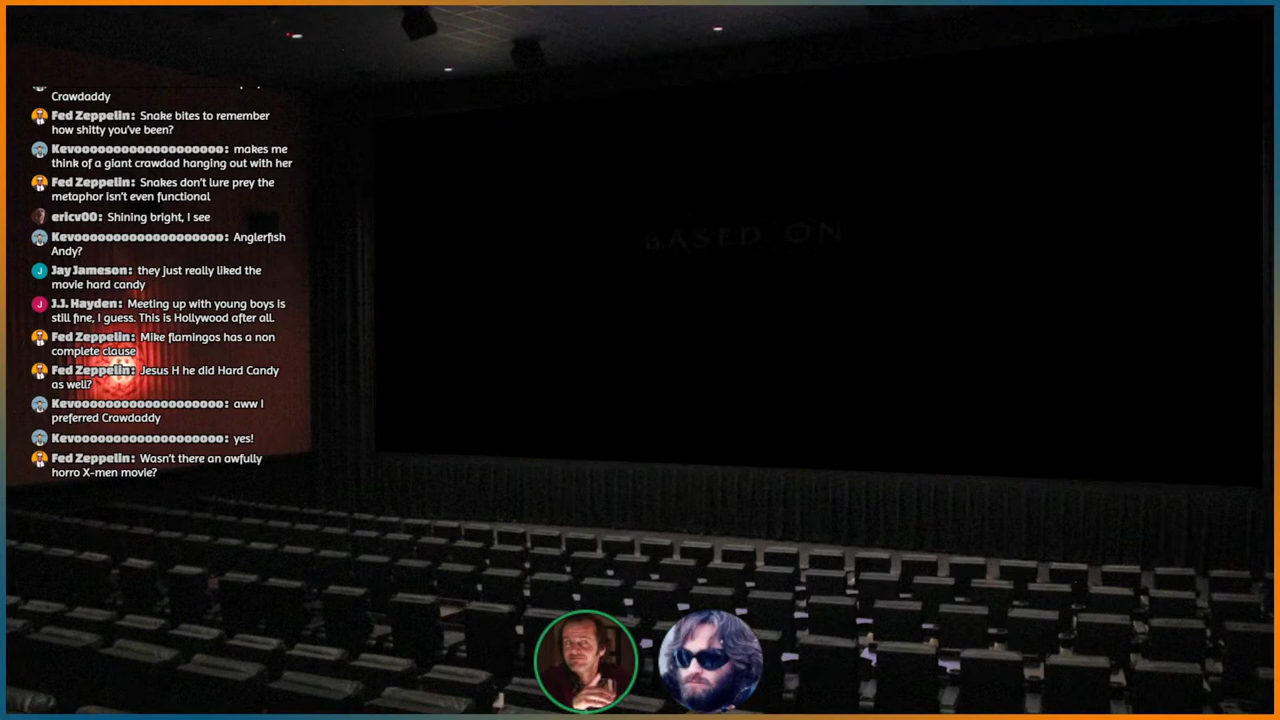 Crawdaddy
Fed Zeppelin: Snake bites to remember
how shitty you've been?
Kevooooooooooooooooooo: makes me
think of a giant crawdad hanging out with her
Fed Zeppelin: Snakes don't lure prey the
metaphor isn't even functional
ericv00: Shining bright, I see
Kevooooooooooooooooooo: Anglerfish
Andy?
J
Jay Jameson: they just really liked the
movie hard candy
J
J.J. Hayden: Meeting up with young boys is
still fine, I guess. This is Hollywood after all.
Fed Zeppelin: Mike flamingos has a non
complete clause
Fed Zeppelin: Jesus H he did Hard Candy
as well?
Kevooooooooooooooooooo: aww I
preferred Crawdaddy
Kevooooooooooooooooooo: yes!
Fed Zeppelin: Wasn't there an awfully
horro X-men movie?
BASED ON